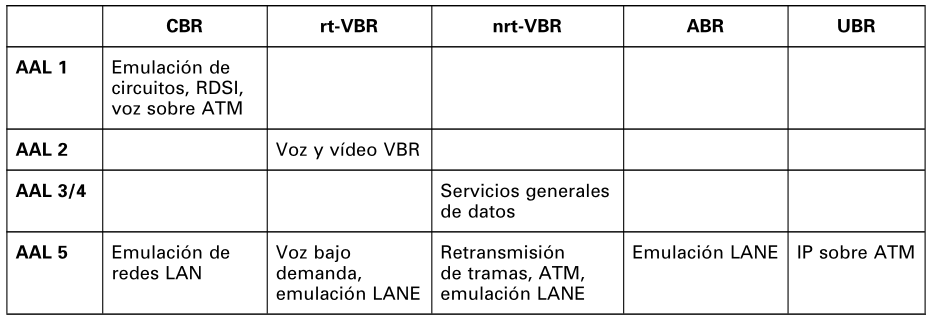 CBR rt-VBR nrt-VBR ABR UBR
AAL 1 Emulación de
circuitos, RDSI,
voz sobre ATM
AAL 2 Voz y vídeo VBR
AAL 3/4 Servicios generales
de datos
AAL 5 Emulación de Voz bajo Retransmisión Emulación LANE IP sobre ATM
redes LAN demanda, de tramas, ATM,
emulación LANE emulación LANE